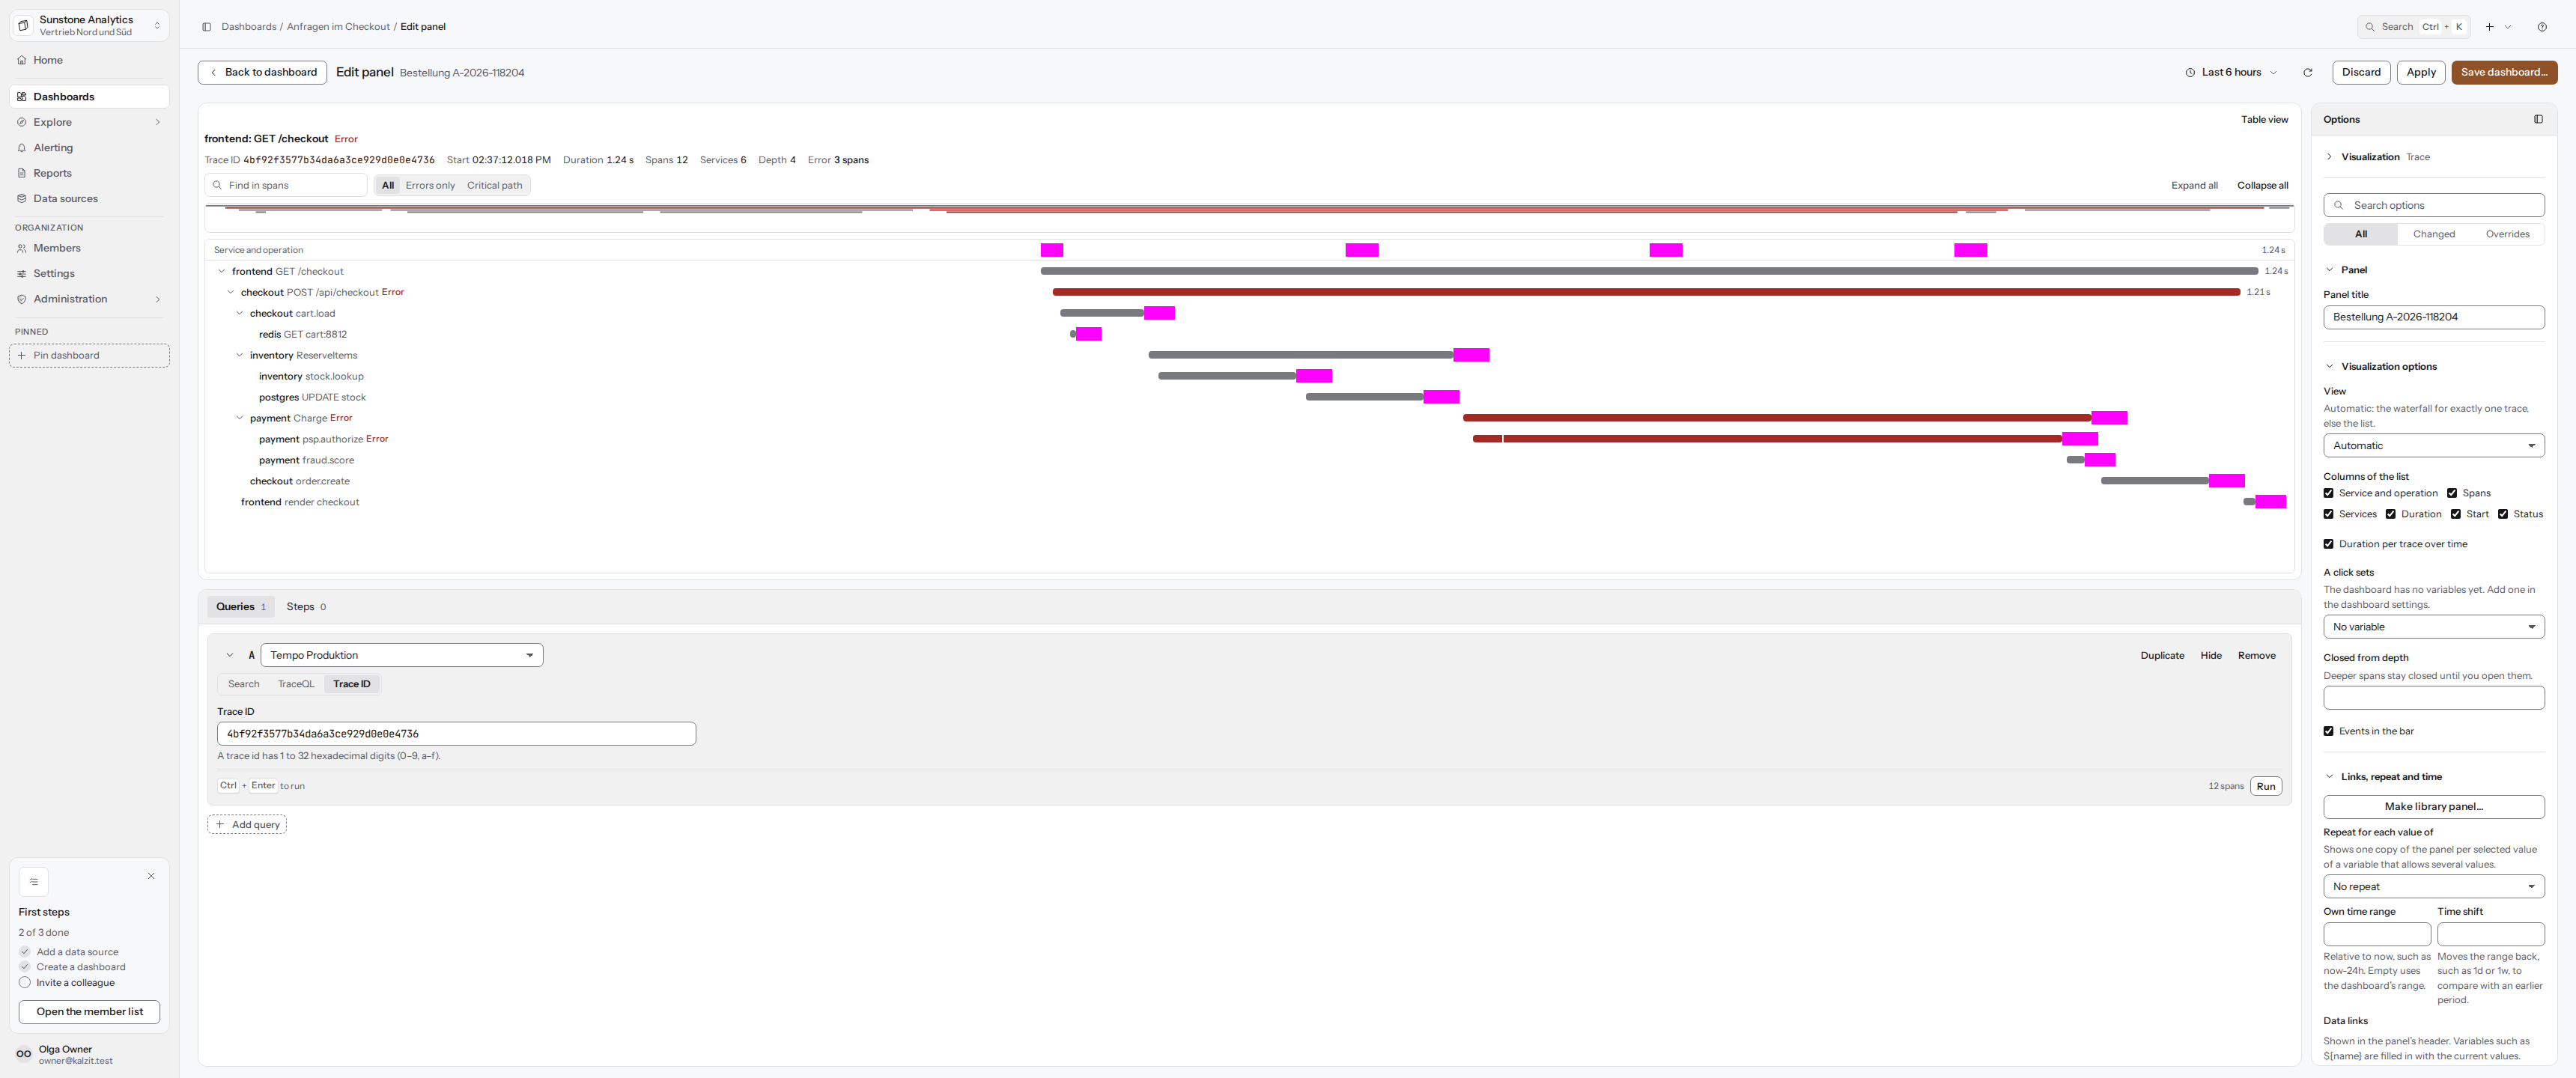 Sunstone Analytics
Vertrieb Nord und Süd
Home
Dashboards
Explore
Alerting
Reports
Data sources
ORGANIZATION
Members
Settings
Administration
PINNED
Pin dashboard
First steps
2 of 3 done
Add a data source
Create a dashboard
Invite a colleague
Open the member list
OO Olga Owner
owner@kalzit.test
Dashboards / Anfragen im Checkout / Edit panel
Search Ctrl + K
Back to dashboard Edit panel Bestellung A-2026-118204
Last 6 hours Discard Apply Save dashboard...
Table view
frontend: GET /checkout Error
Trace ID 4bf92f3577b34da6a3ce929d0e0e4736 Start 02:37:12.018 PM Duration 1.24 s Spans 12 Services 6 Depth 4 Error 3 spans
Find in spans All Errors only Critical path Expand all Collapse all
Service and operation 1.24 s
frontend GET /checkout 1.24 s
checkout POST /api/checkout Error 1.21 s
checkout cart.load
redis GET cart:8812
inventory ReserveItems
inventory stock.lookup
postgres UPDATE stock
payment Charge Error
payment psp.authorize Error
payment fraud.score
checkout order.create
frontend render checkout
Queries 1 Steps 0
A Tempo Produktion Duplicate Hide Remove
Search TraceQL Trace ID
Trace ID
4bf92f3577b34da6a3ce929d0e0e4736
A trace id has 1 to 32 hexadecimal digits (0–9, a–f).
Ctrl + Enter to run 12 spans Run
Add query
Options
Visualization Trace
Search options
All Changed Overrides
Panel
Panel title
Bestellung A-2026-118204
Visualization options
View
Automatic: the waterfall for exactly one trace,
else the list.
Automatic
Columns of the list
Service and operation Spans
Services Duration Start Status
Duration per trace over time
A click sets
The dashboard has no variables yet. Add one in
the dashboard settings.
No variable
Closed from depth
Deeper spans stay closed until you open them.
Events in the bar
Links, repeat and time
Make library panel...
Repeat for each value of
Shows one copy of the panel per selected value
of a variable that allows several values.
No repeat
Own time range Time shift
Relative to now, such as
now-24h. Empty uses
the dashboard's range.
Moves the range back,
such as 1d or 1w, to
compare with an earlier
period.
Data links
Shown in the panel's header. Variables such as
${name} are filled in with the current values.